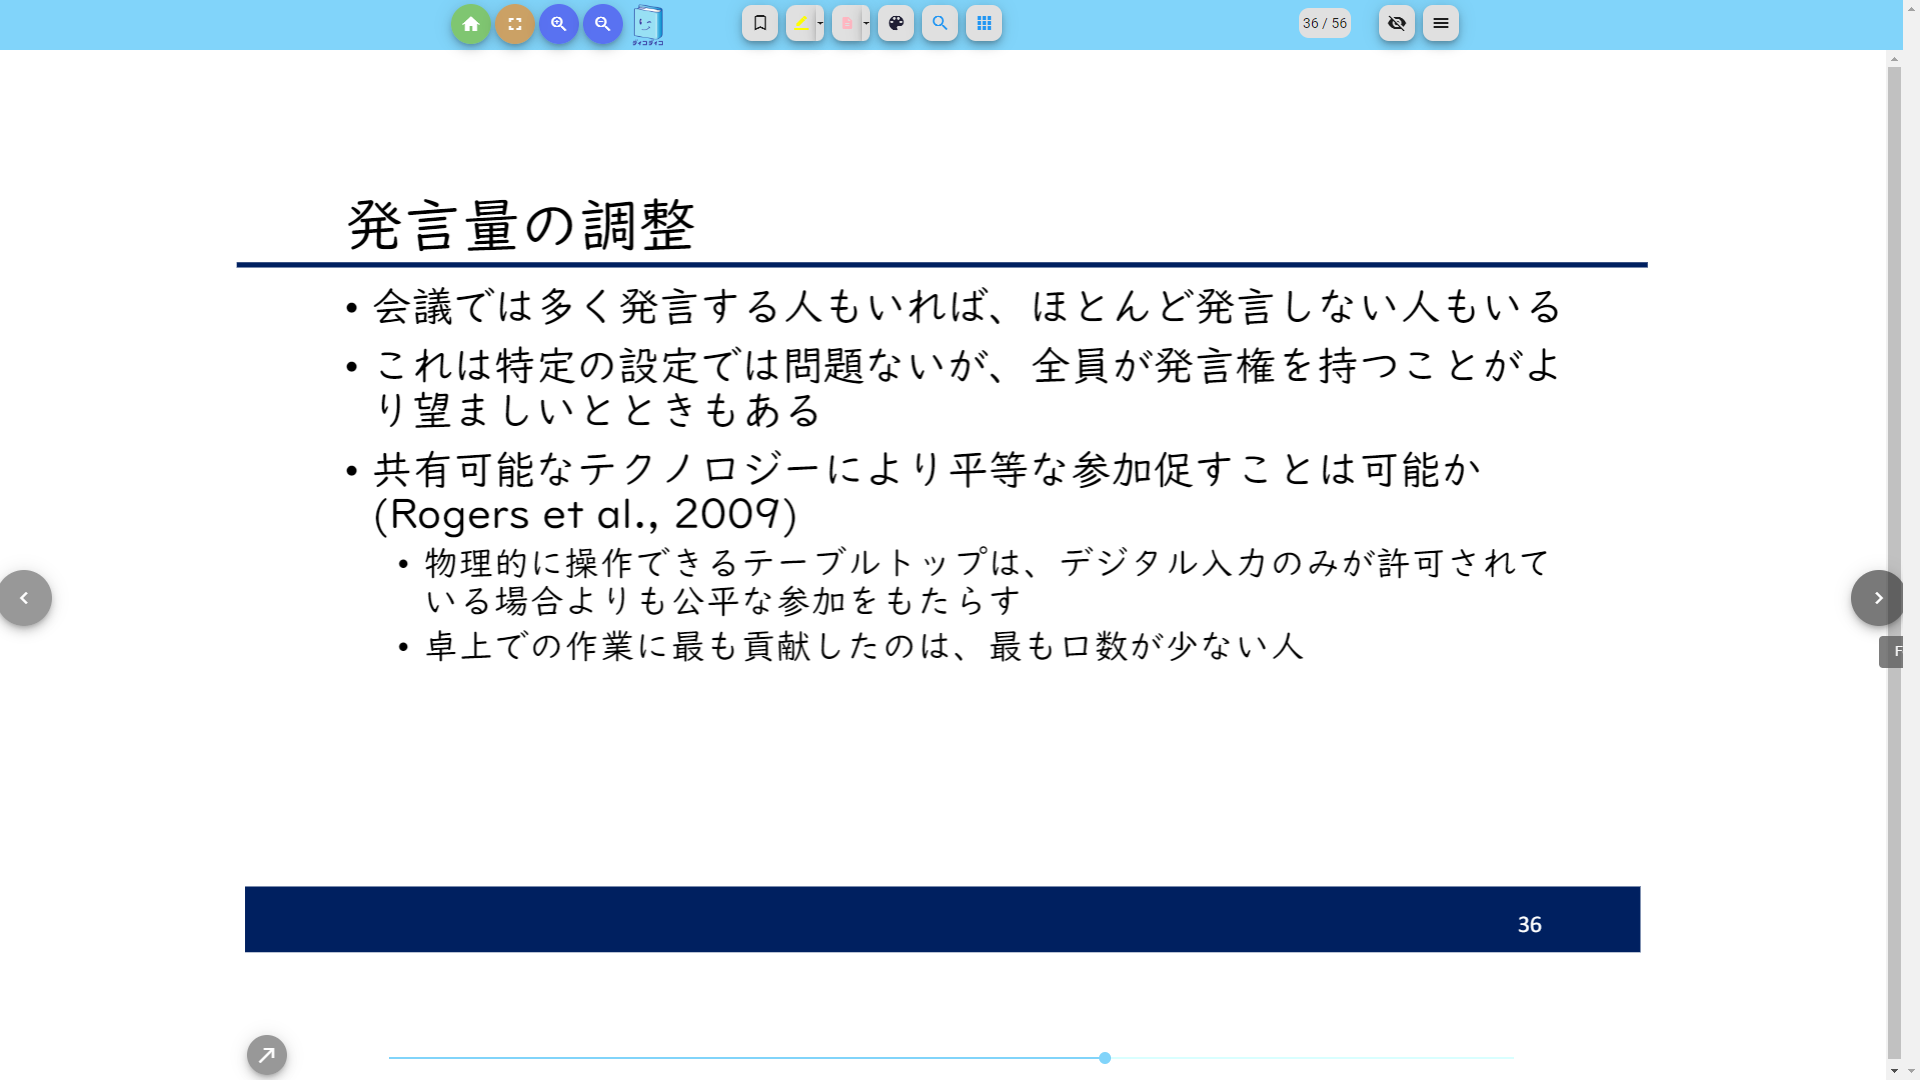 ダイコダイコ
36 / 56
発言量の調整
• 会議では多く発言する人もいれば、ほとんど発言しない人もいる
• これは特定の設定では問題ないが、全員が発言権を持つことがよ
り望ましいとときもある
• 共有可能なテクノロジーにより平等な参加促すことは可能か
(Rogers et al., 2009)
• 物理的に操作できるテーブルトップは、デジタル入力のみが許可されて
いる場合よりも公平な参加をもたらす
• 卓上での作業に最も貢献したのは、最も口数が少ない人
F
36